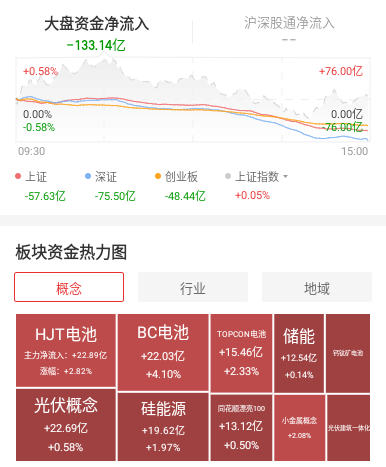 大盘资金净流入
沪深股通净流入
-133.14亿
--
+0.58%
+76.00亿
0.00%
0.00亿
-0.58%
-76.00亿
09:30
15:00
上证
深证
创业板
上证指数
-57.63亿
-75.50亿
-48.44亿
+0.05%
板块资金热力图
概念
行业
地域
HJT电池
主力净流入：+22.89亿
涨幅：+2.82%
BC电池
+22.03亿
+4.10%
TOPCON电池
+15.46亿
+2.33%
储能
+12.54亿
+0.14%
钙钛矿电池
光伏概念
+22.69亿
+0.58%
硅能源
+19.62亿
+1.97%
同花顺漂亮100
+13.12亿
+0.50%
小金属概念
+2.08%
光伏建筑一体化